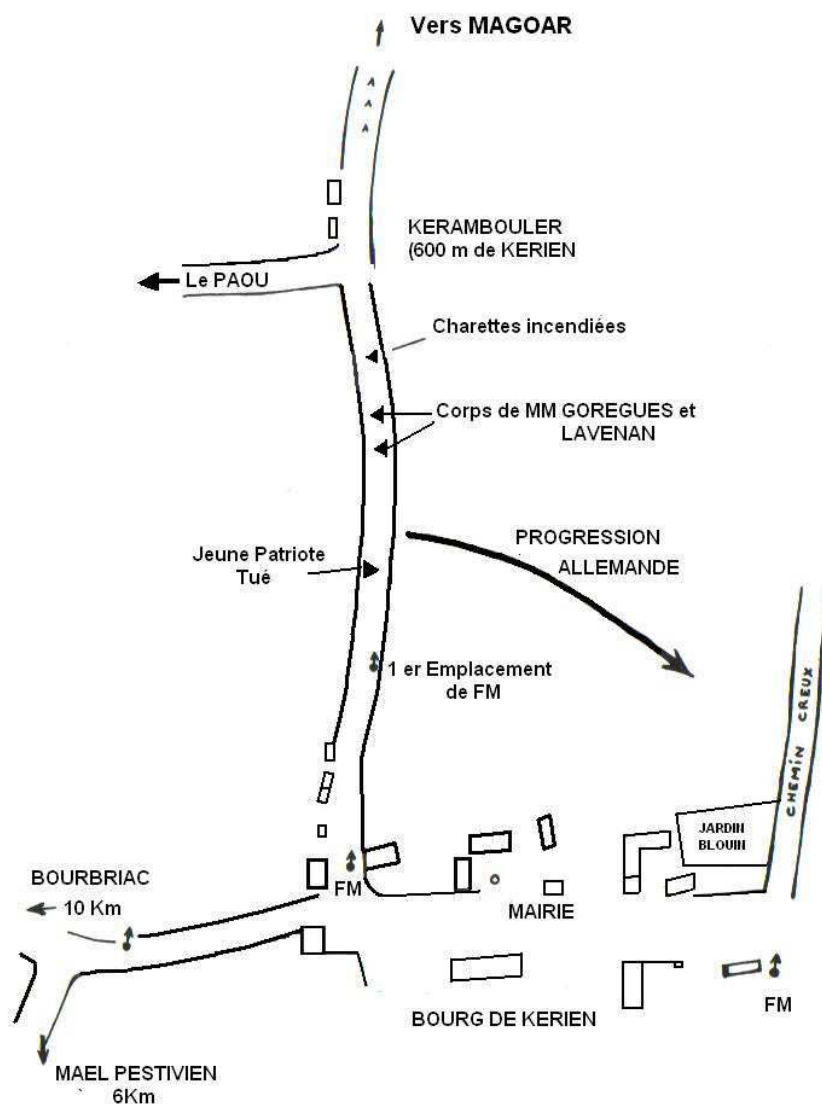 Vers MAGOAR
KERAMBOULER
(600 m de KERIEN
Le PAOU
Charettes incendiées
Corps de MM GOREGUES et
LAVENAN
PROGRESSION
ALLEMANDE
Jeune Patriote
Tué
1 er Emplacement
de FM
CHEMIN CREUX
JARDIN
BLOUIN
BOURBRIAC
10 Km
FM
MAIRIE
BOURG DE KERIEN
FM
MAEL PESTIVIEN
à 6Km